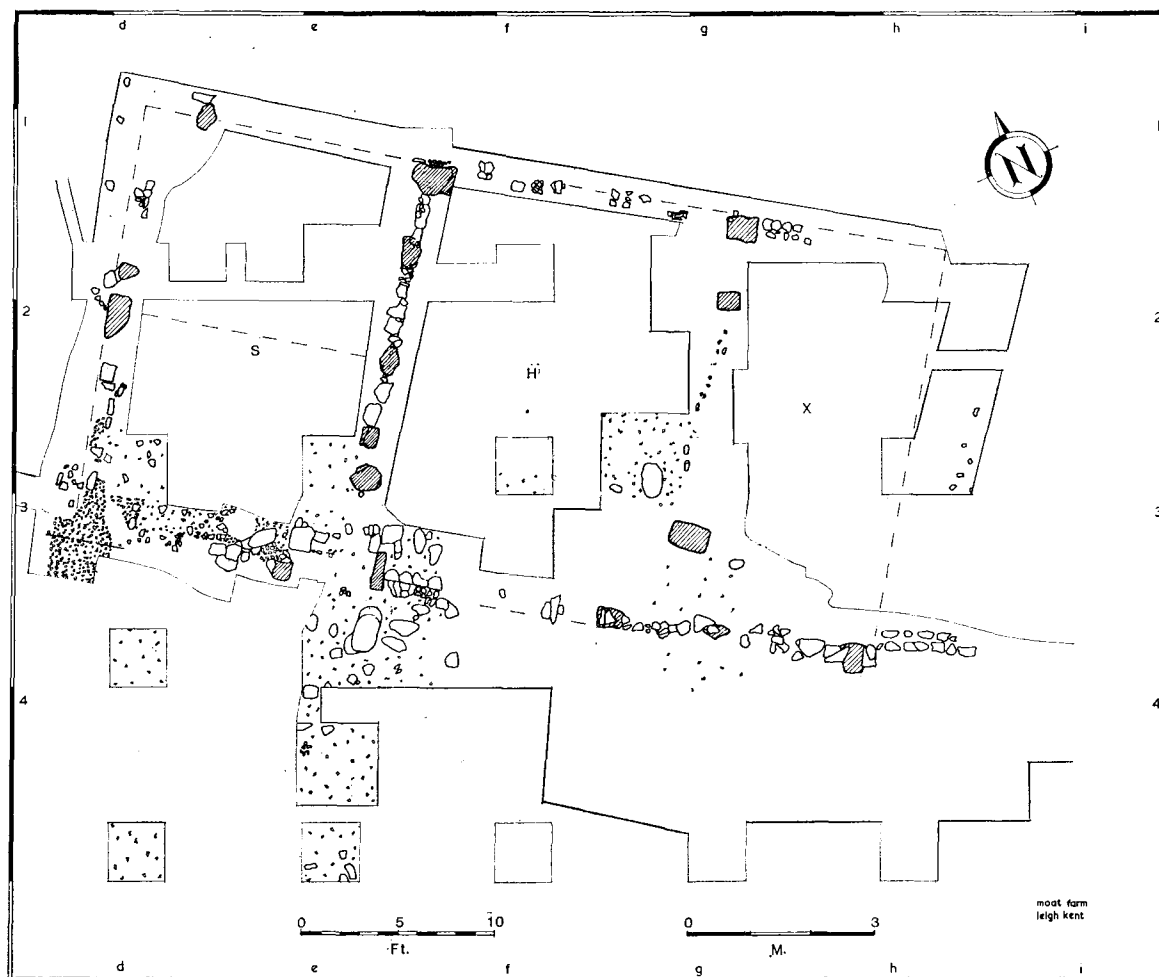 d e f g h i
1 1
N
2 2
S
H
X
3 3
4 4
moat farm
leigh kent
0 5 10
0 3
Ft.
M.
d e f g h i